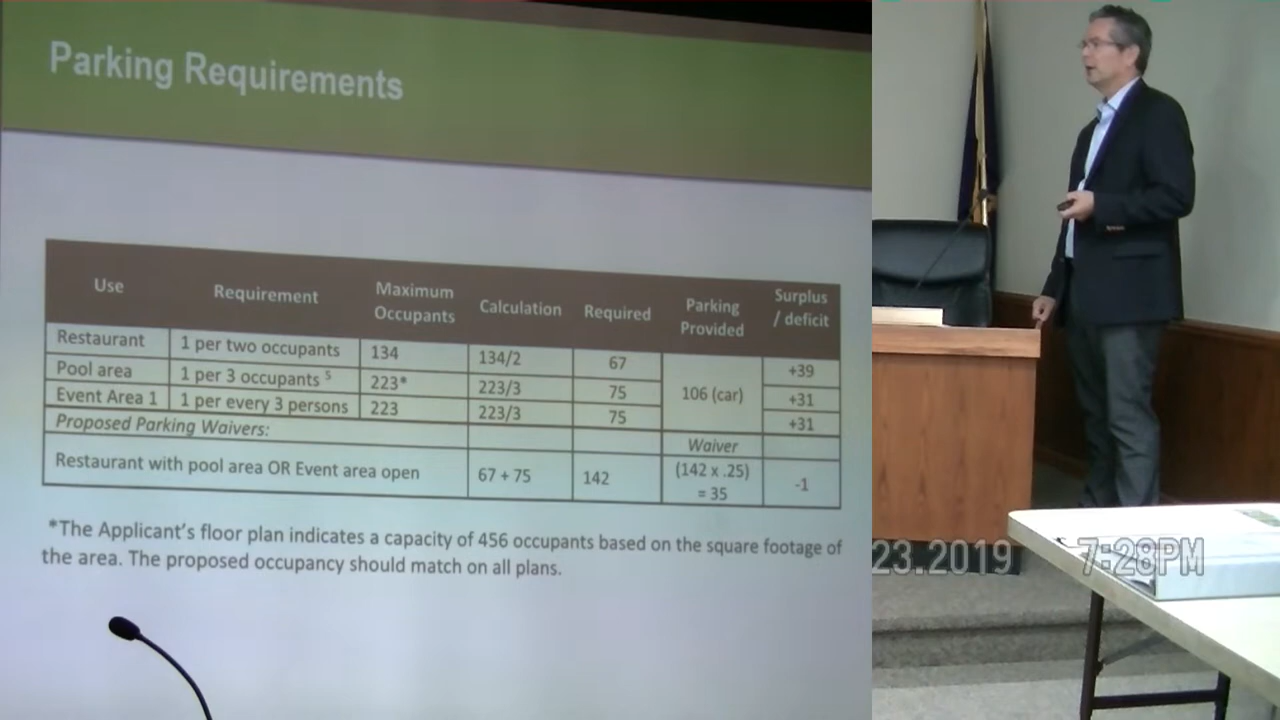 Parking Requirements
Use Requirement Maximum Occupants Calculation Required Parking Provided Surplus / deficit
Restaurant 1 per two occupants 134 134/2 67 106 (car) +39
Pool area 1 per 3 occupants 5 223* 223/3 75 +31
Event Area 1 1 per every 3 persons 223 223/3 75 +31
Proposed Parking Waivers: Waiver
Restaurant with pool area OR Event area open 67 + 75 142 (142 x .25) = 35 -1
*The Applicant's floor plan indicates a capacity of 456 occupants based on the square footage of
the area. The proposed occupancy should match on all plans.
23.2019 7:28PM